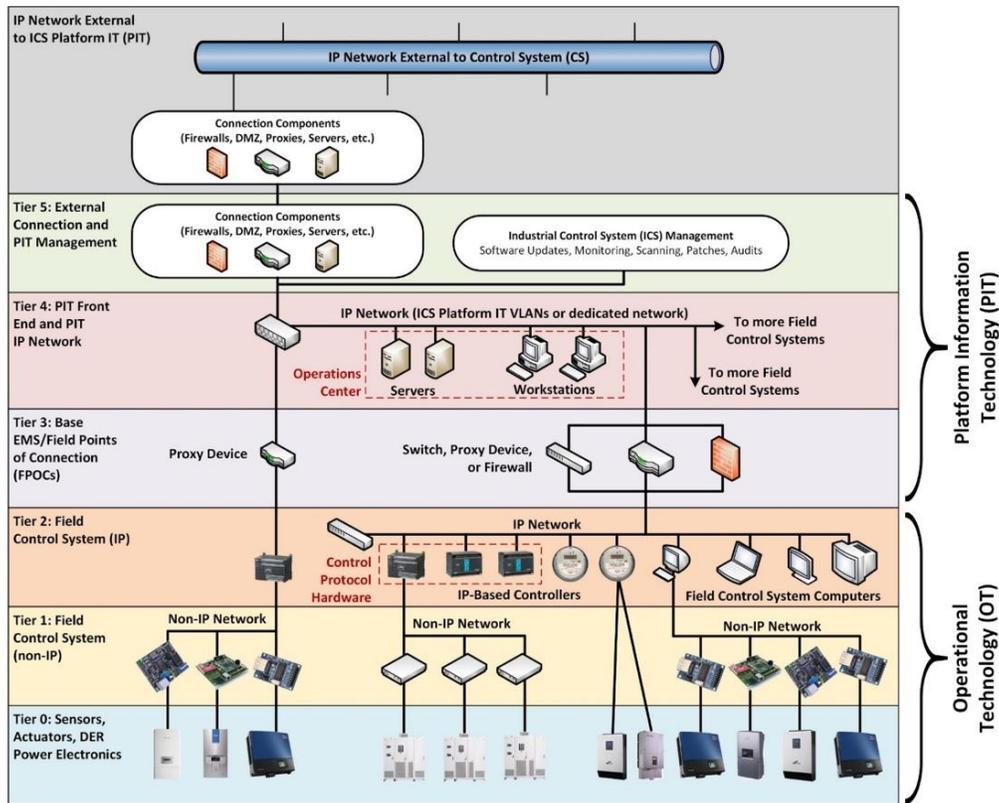 IP Network External
to ICS Platform IT (PIT)
IP Network External to Control System (CS)
Connection Components
(Firewalls, DMZ, Proxies, Servers, etc.)
Tier 5: External
Connection and
PIT Management
Connection Components
(Firewalls, DMZ, Proxies, Servers, etc.)
Industrial Control System (ICS) Management
Software Updates, Monitoring, Scanning, Patches, Audits
Tier 4: PIT Front
End and PIT
IP Network
IP Network (ICS Platform IT VLANs or dedicated network)
To more Field
Control Systems
To more Field
Control Systems
Operations
Center
Servers
Workstations
Tier 3: Base
EMS/Field Points
of Connection
(FPOCs)
Proxy Device
Switch, Proxy Device,
or Firewall
Platform Information
Technology (PIT)
Tier 2: Field
Control System (IP)
IP Network
Control
Protocol
Hardware
IP-Based Controllers
Field Control System Computers
Tier 1: Field
Control System
(non-IP)
Non-IP Network
Non-IP Network
Non-IP Network
Tier 0: Sensors,
Actuators, DER
Power Electronics
Operational
Technology (OT)